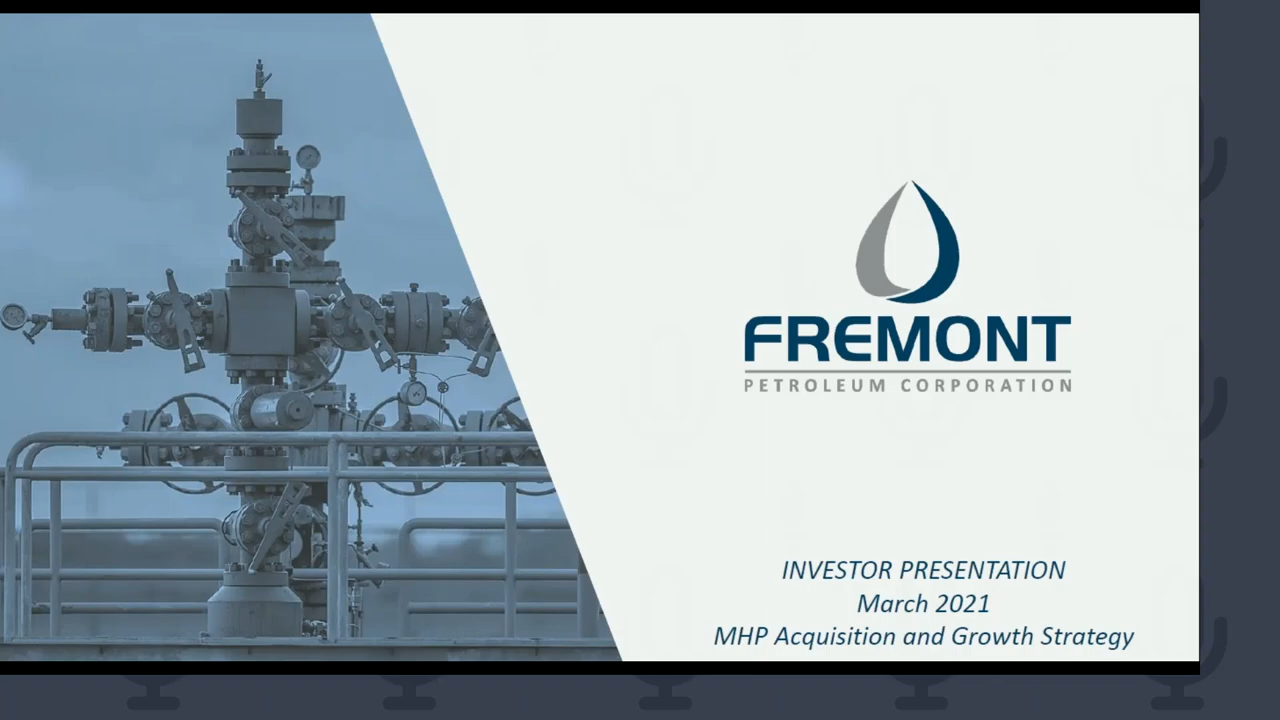 FREMONT
PETROLEUM CORPORATION
INVESTOR PRESENTATION
March 2021
MHP Acquisition and Growth Strategy